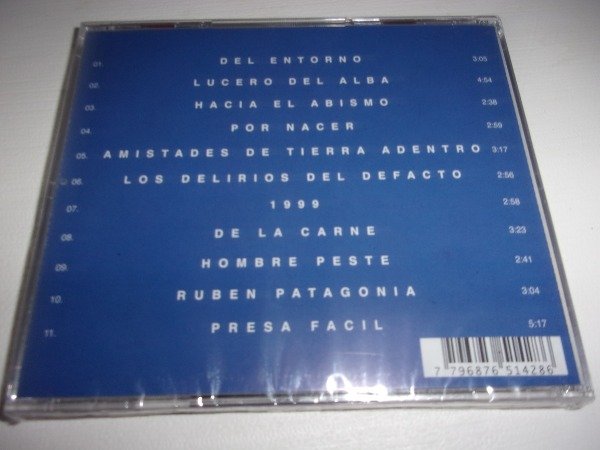 01. DEL ENTORNO 3:05
02. LUCERO DEL ALBA 4:54
03. HACIA EL ABISMO 2:38
04. POR NACER 2:59
05. AMISTADES DE TIERRA ADENTRO 3:17
06. LOS DELIRIOS DEL DEFACTO 2:56
07. 1999 2:58
08. DE LA CARNE 3:23
09. HOMBRE PESTE 2:41
10. RUBEN PATAGONIA 3:04
11. PRESA FACIL 5:17
7 796876 514286